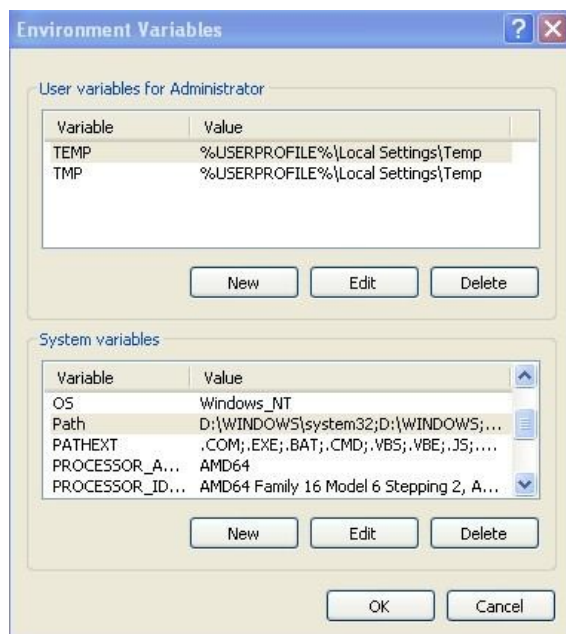 Environment Variables
User variables for Administrator
Variable Value
TEMP %USERPROFILE%\Local Settings\Temp
TMP %USERPROFILE%\Local Settings\Temp
New Edit Delete
System variables
Variable Value
OS Windows_NT
Path D:\WINDOWS\system32;D:\WINDOWS;...
PATHEXT .COM;.EXE;.BAT;.CMD;.VBS;.VBE;.JS;....
PROCESSOR_A... AMD64
PROCESSOR_ID... AMD64 Family 16 Model 6 Stepping 2, A...
New Edit Delete
OK Cancel